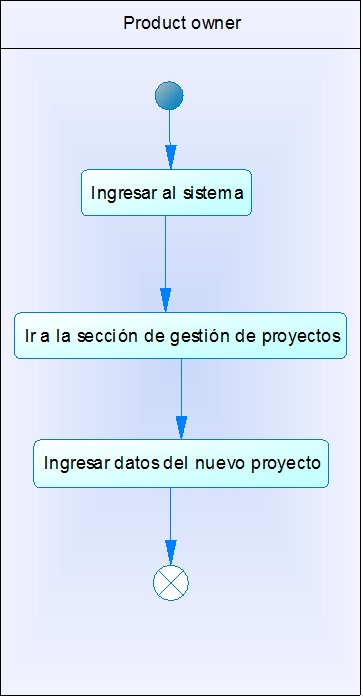 Product owner
Ingresar al sistema
Ir a la sección de gestión de proyectos
Ingresar datos del nuevo proyecto